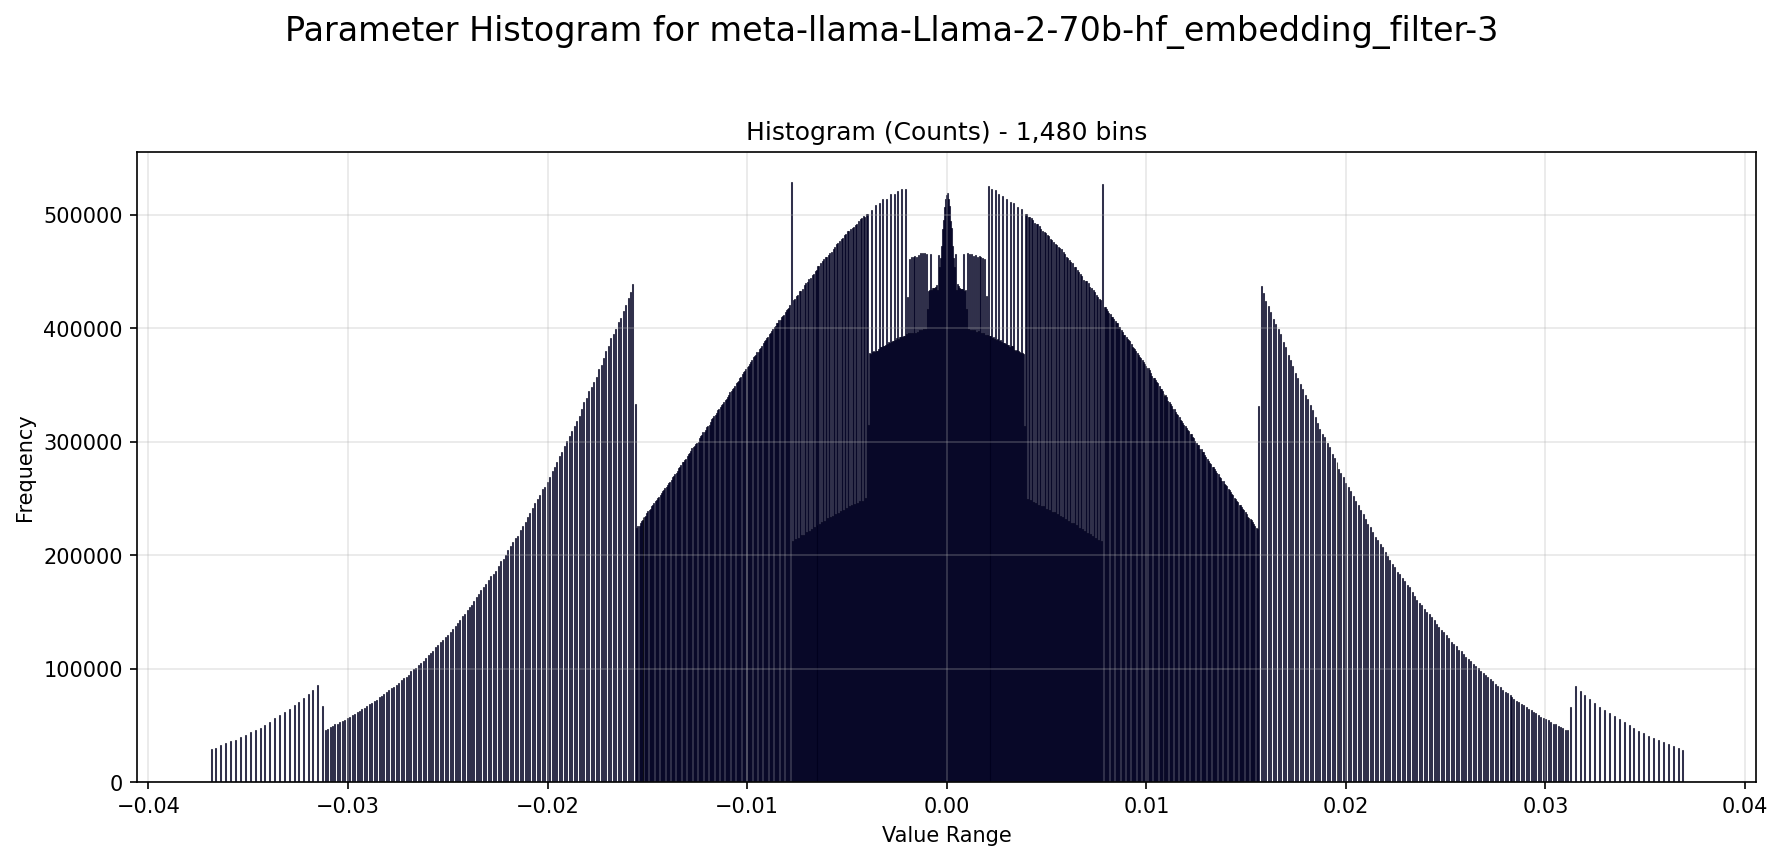 Parameter Histogram for meta-llama-Llama-2-70b-hf_embedding_filter-3
Histogram (Counts) - 1,480 bins
Frequency
500000
400000
300000
200000
100000
0
−0.04 −0.03 −0.02 −0.01 0.00 0.01 0.02 0.03 0.04
Value Range